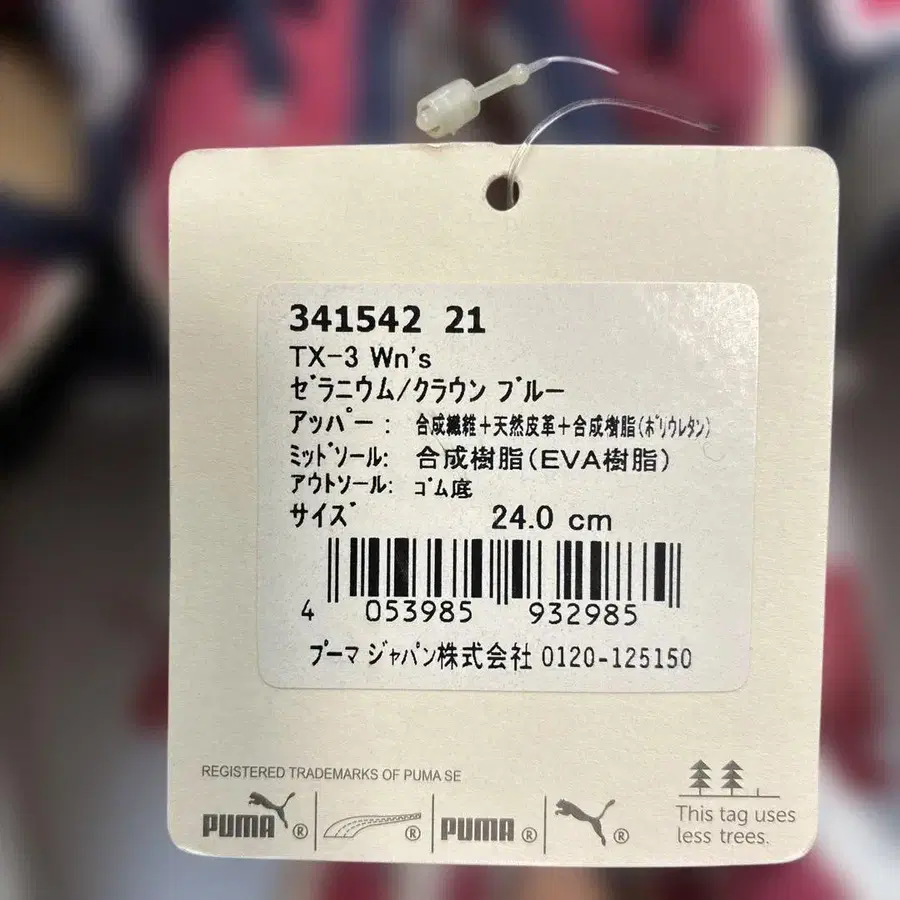 341542 21
TX-3 Wn's
ゼラニウム/クラウン ブルー
アッパー: 合成繊維+天然皮革+合成樹脂(ポリウレタン)
ミッドソール: 合成樹脂(EVA樹脂)
アウトソール: ゴム底
サイズ 24.0 cm
4 053985 932985
プーマ ジャパン株式会社 0120-125150
REGISTERED TRADEMARKS OF PUMA SE
PUMA® ® PUMA® ®
This tag uses
less trees.